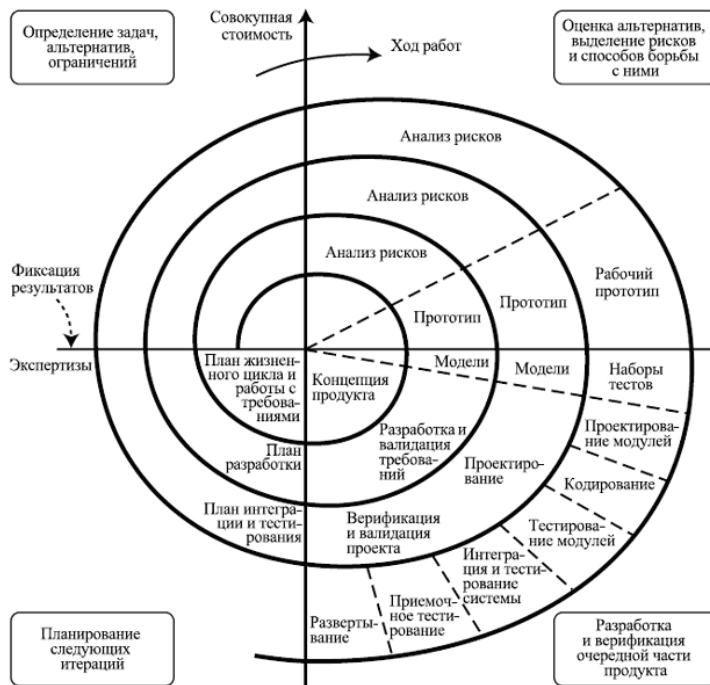 Определение задач,
альтернатив,
ограничений
Совокупная
стоимость
Ход работ
Оценка альтернатив,
выделение рисков
и способов борьбы
с ними
Анализ рисков
Анализ рисков
Анализ рисков
Фиксация
результатов
Рабочий
прототип
Прототип
Прототип
Экспертизы
План жизнен-
ного цикла и
работы с
требова-
ниями
Концепция
продукта
Модели
Модели
Наборы
тестов
Проектирова-
ние модулей
Разработка и
валидация
требова-
ний
План
разработки
Проектиро-
вание
Кодирование
План интегра-
ции и тести-
рования
Верификация
и валидация
проекта
Тестирова-
ние модулей
Интегра-
ция и тести-
рование
системы
Приемоч-
ное тести-
рование
Разверты-
вание
Планирование
следующих
итераций
Разработка
и верификация
очередной части
продукта